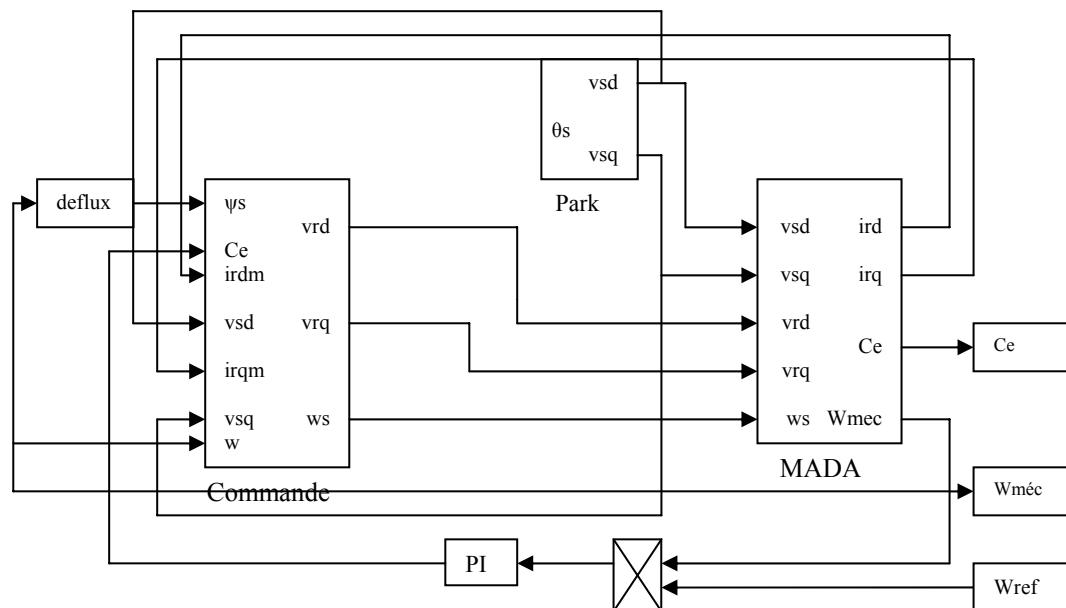 vsd
θs
vsq
Park
deflux
ψs
Ce
irdm
vsd
irqm
vsq
w
vrd
vrq
ws
Commande
vsd
vsq
vrd
vrq
ws
ird
irq
Ce
Wmec
MADA
Ce
Wméc
PI
Wref